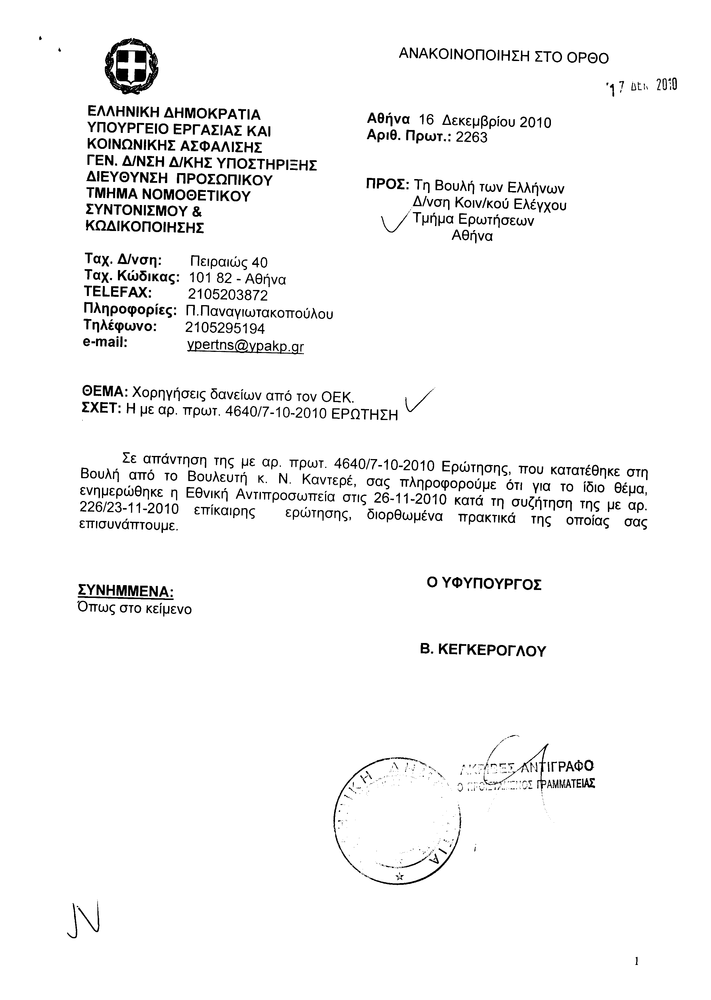 ΑΝΑΚΟΙΝΟΠΟΙΗΣΗ ΣΤΟ ΟΡΘΟ
17 ΔΕΚ 2010
ΕΛΛΗΝΙΚΗ ΔΗΜΟΚΡΑΤΙΑ
ΥΠΟΥΡΓΕΙΟ ΕΡΓΑΣΙΑΣ ΚΑΙ
ΚΟΙΝΩΝΙΚΗΣ ΑΣΦΑΛΙΣΗΣ
ΓΕΝ. Δ/ΝΣΗ Δ/ΚΗΣ ΥΠΟΣΤΗΡΙΞΗΣ
ΔΙΕΥΘΥΝΣΗ ΠΡΟΣΩΠΙΚΟΥ
ΤΜΗΜΑ ΝΟΜΟΘΕΤΙΚΟΥ
ΣΥΝΤΟΝΙΣΜΟΥ &
ΚΩΔΙΚΟΠΟΙΗΣΗΣ
Αθήνα 16 Δεκεμβρίου 2010
Αριθ. Πρωτ.: 2263
ΠΡΟΣ: Τη Βουλή των Ελλήνων
Δ/νση Κοιν/κού Ελέγχου
Τμήμα Ερωτήσεων
Αθήνα
Ταχ. Δ/νση: Πειραιώς 40
Ταχ. Κώδικας: 101 82 - Αθήνα
TELEFAX: 2105203872
Πληροφορίες: Π.Παναγιωτακοπούλου
Τηλέφωνο: 2105295194
e-mail: ypertns@ypakp.gr
ΘΕΜΑ: Χορηγήσεις δανείων από τον ΟΕΚ.
ΣΧΕΤ: Η με αρ. πρωτ. 4640/7-10-2010 ΕΡΩΤΗΣΗ
Σε απάντηση της με αρ. πρωτ. 4640/7-10-2010 Ερώτησης, που κατατέθηκε στη
Βουλή από το Βουλευτή κ. Ν. Καντερέ, σας πληροφορούμε ότι για το ίδιο θέμα,
ενημερώθηκε η Εθνική Αντιπροσωπεία στις 26-11-2010 κατά τη συζήτηση της με αρ.
226/23-11-2010 επίκαιρης ερώτησης, διορθωμένα πρακτικά της οποίας σας
επισυνάπτουμε.
ΣΥΝΗΜΜΕΝΑ:
Όπως στο κείμενο
Ο ΥΦΥΠΟΥΡΓΟΣ
Β. ΚΕΓΚΕΡΟΓΛΟΥ
ΑΚΡΙΒΕΣ ΑΝΤΙΓΡΑΦΟ
Ο ΠΡΟΪΣΤΑΜΕΝΟΣ ΓΡΑΜΜΑΤΕΙΑΣ
1